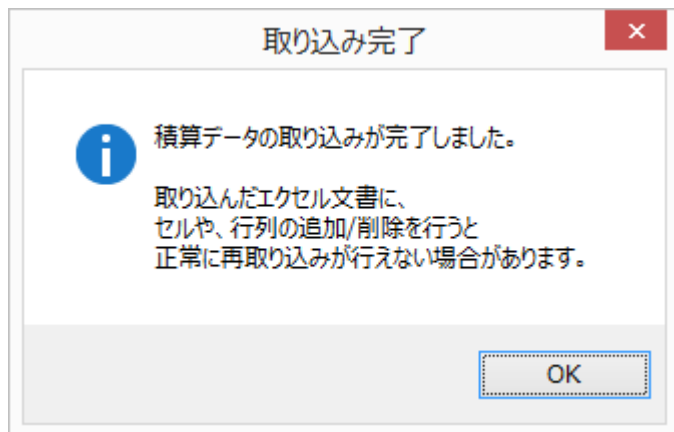 取り込み完了
積算データの取り込みが完了しました。
取り込んだエクセル文書に、
セルや、行列の追加/削除を行うと
正常に再取り込みが行えない場合があります。
OK